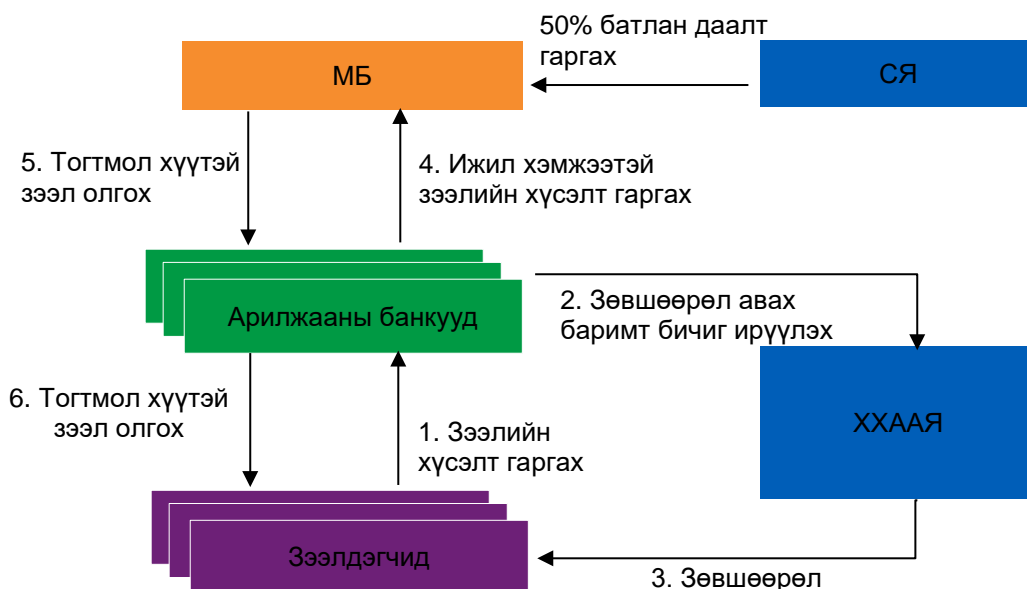 50% батлан даалт
гаргах
МБ
СЯ
5. Тогтмол хүүтэй
зээл олгох
4. Ижил хэмжээтэй
зээлийн хүсэлт гаргах
Арилжааны банкууд
2. Зөвшөөрөл авах
баримт бичиг ирүүлэх
6. Тогтмол хүүтэй
зээл олгох
1. Зээлийн
хүсэлт гаргах
ХХААЯ
Зээлдэгчид
3. Зөвшөөрөл